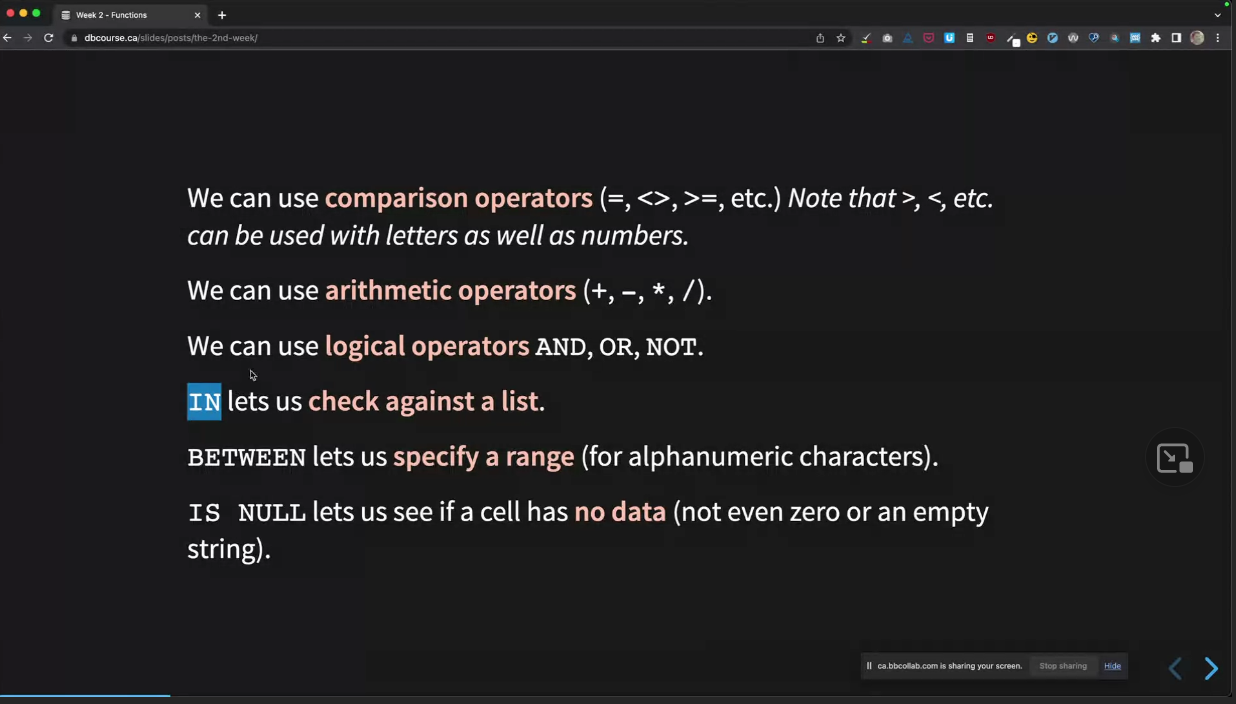 Week 2 - Functions
dbcourse.ca/slides/posts/the-2nd-week/
We can use comparison operators (=, <>, >=, etc.) Note that >, <, etc.
can be used with letters as well as numbers.
We can use arithmetic operators (+, -, *, /).
We can use logical operators AND, OR, NOT.
IN lets us check against a list.
BETWEEN lets us specify a range (for alphanumeric characters).
IS NULL lets us see if a cell has no data (not even zero or an empty
string).
ca.bbcollab.com is sharing your screen. Stop sharing Hide